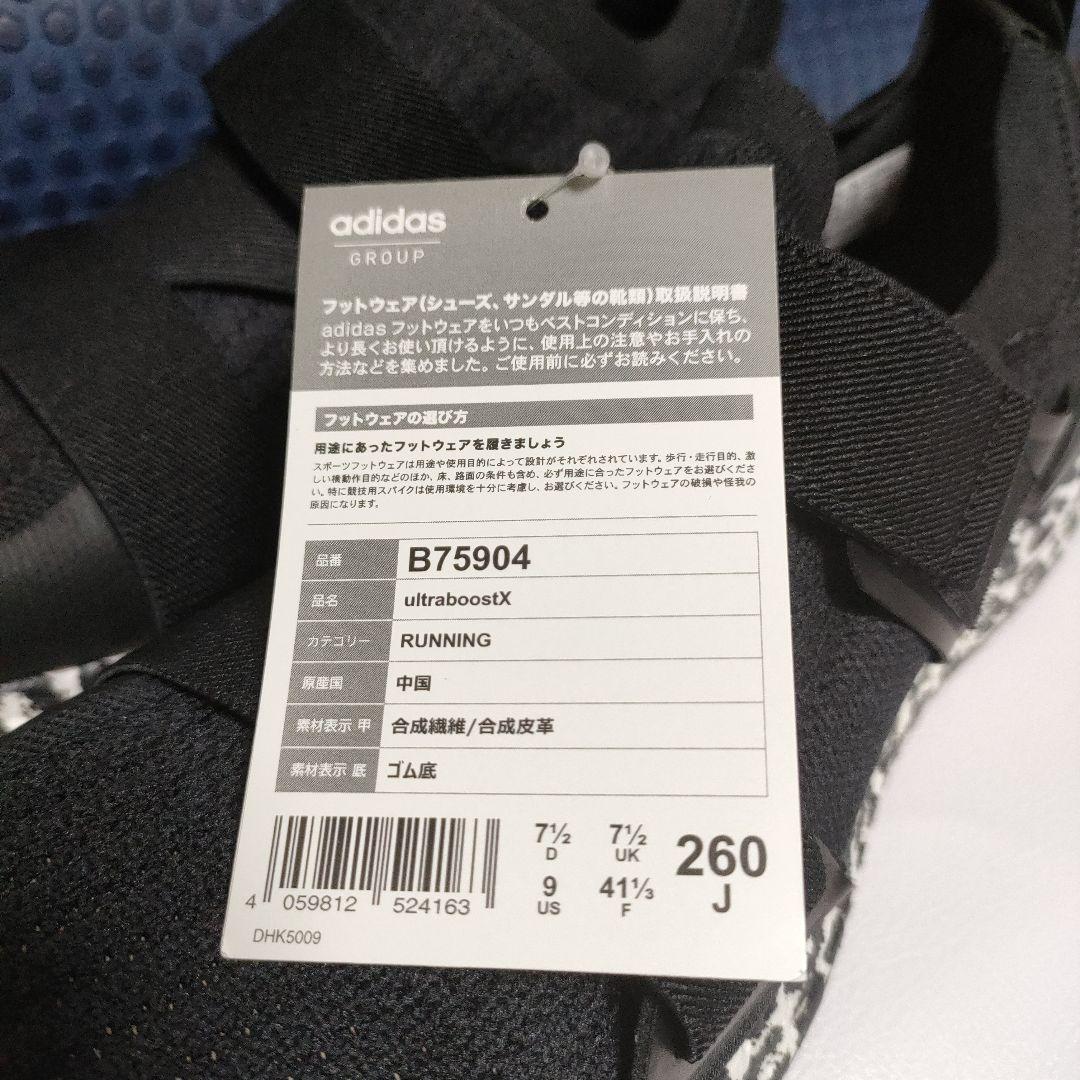 adidas
GROUP
フットウェア(シューズ、サンダル等の靴類)取扱説明書
adidas フットウェアをいつもベストコンディションに保ち、
より長くお使い頂けるように、使用上の注意やお手入れの
方法などを集めました。ご使用前に必ずお読みください。
フットウェアの選び方
用途にあったフットウェアを履きましょう
スポーツフットウェアは用途や使用目的によって設計がそれぞれされています。歩行・走行目的、激
しい機動作目的などのほか、床、路面の条件も含め、必ず用途に合ったフットウェアをお選びくださ
い。特に競技用スパイクは使用環境を十分に考慮し、お選びください。フットウェアの破損や怪我の
原因になります。
品番 B75904
品名 ultraboostX
カテゴリー RUNNING
原産国 中国
素材表示 甲 合成繊維/合成皮革
素材表示 底 ゴム底
4 059812 524163
DHK5009
7½ D
7½ UK
9 US
41⅓ F
260 J